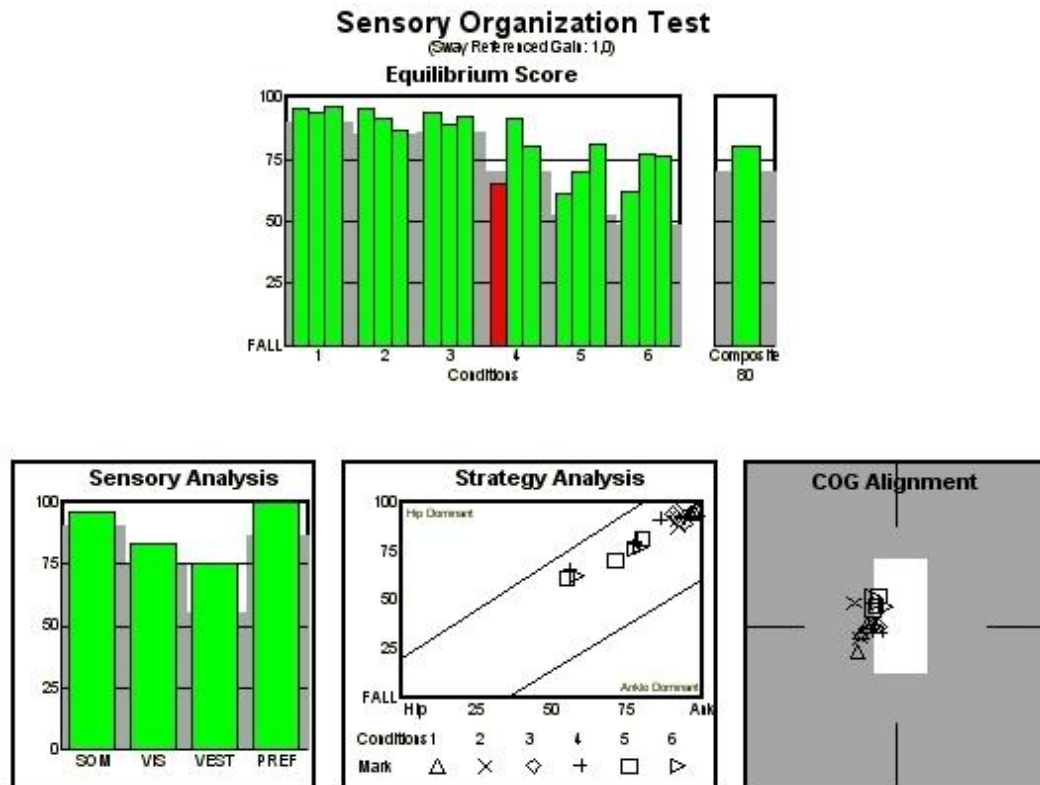 Sensory Organization Test
(Sway Referenced Gain: 1.0)
Equilibrium Score
100
75
50
25
FALL
1 2 3 4 5 6
Conditions
Composite
80
Sensory Analysis
100
75
50
25
0
SOM VIS VEST PREF
Strategy Analysis
100
75
50
25
FALL
Hip Dominant
Ankle Dominant
Hip 25 50 75 Ank
Conditions 1 2 3 4 5 6
Mark
COG Alignment